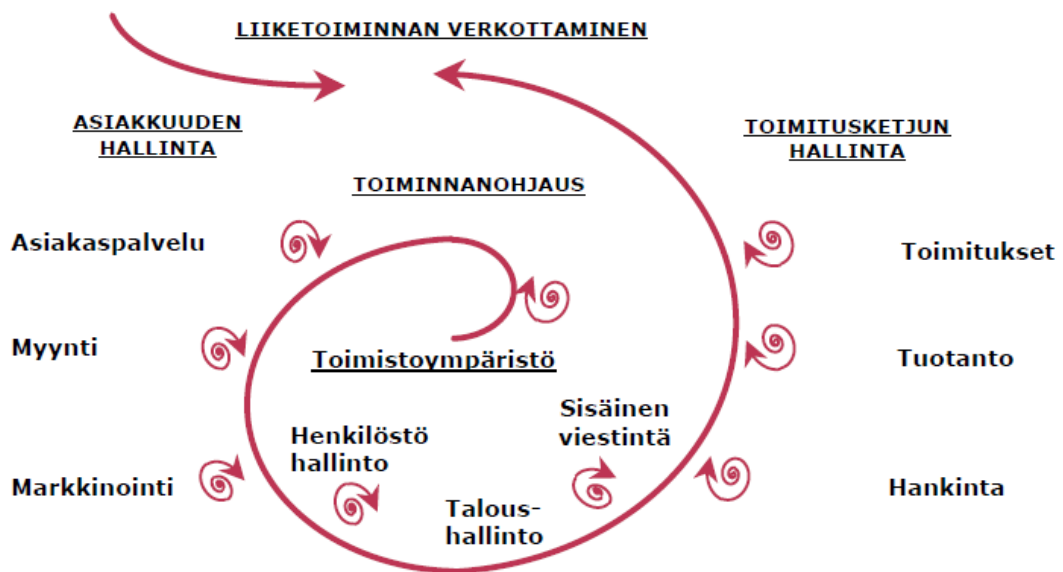 LIIKETOIMINNAN VERKOTTAMINEN
ASIAKKUUDEN
HALLINTA
TOIMITUSKETJUN
HALLINTA
TOIMINNANOHJAUS
Asiakaspalvelu
Toimitukset
Myynti
Toimistoympäristö
Tuotanto
Henkilöstö
hallinto
Sisäinen
viestintä
Markkinointi
Talous-
hallinto
Hankinta